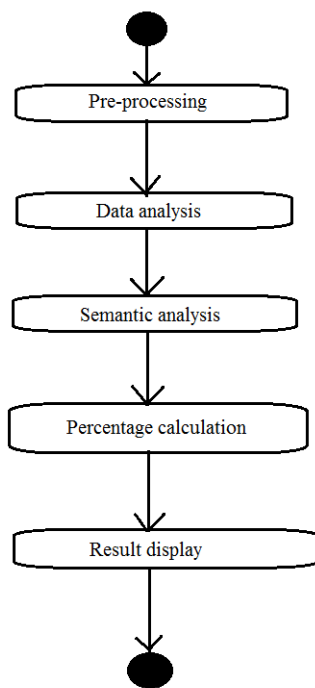 Pre-processing
Data analysis
Semantic analysis
Percentage calculation
Result display